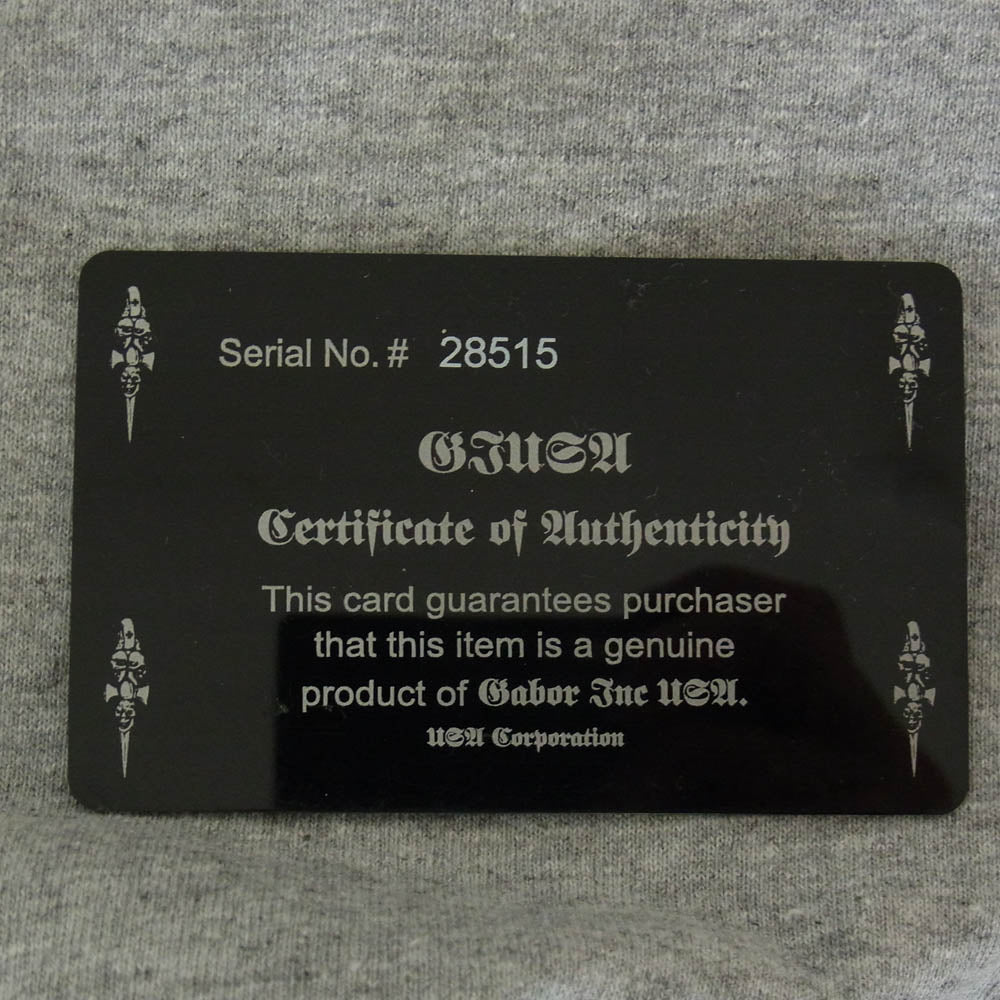 Serial No. # 28515
GIUSA
Certificate of Authenticity
This card guarantees purchaser
that this item is a genuine
product of Gabor Inc USA.
USA Corporation